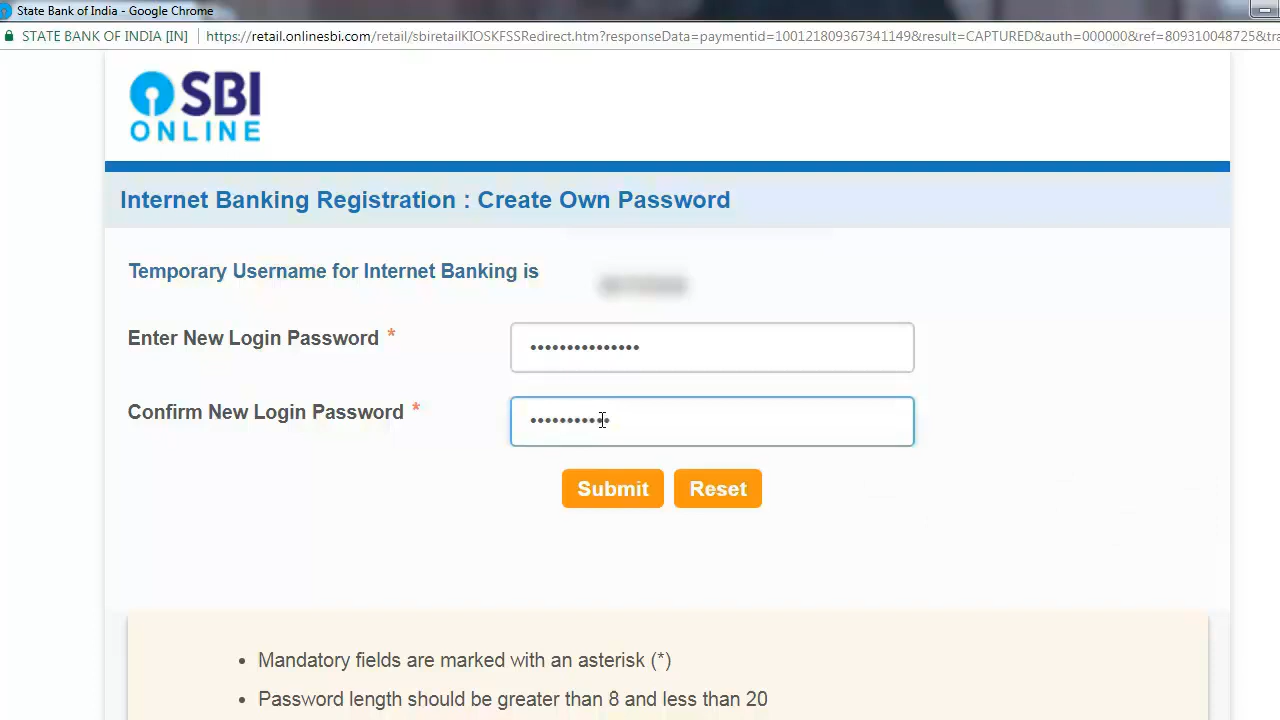 State Bank of India - Google Chrome
STATE BANK OF INDIA [IN] https://retail.onlinesbi.com/retail/sbiretailKIOSKFSSRedirect.htm?responseData=paymentid=100121809367341149&result=CAPTURED&auth=000000&ref=809310048725&tra
SBI
ONLINE
Internet Banking Registration : Create Own Password
Temporary Username for Internet Banking is
Enter New Login Password *
•••••••••••••••
Confirm New Login Password *
•••••••••••
Submit Reset
• Mandatory fields are marked with an asterisk (*)
• Password length should be greater than 8 and less than 20